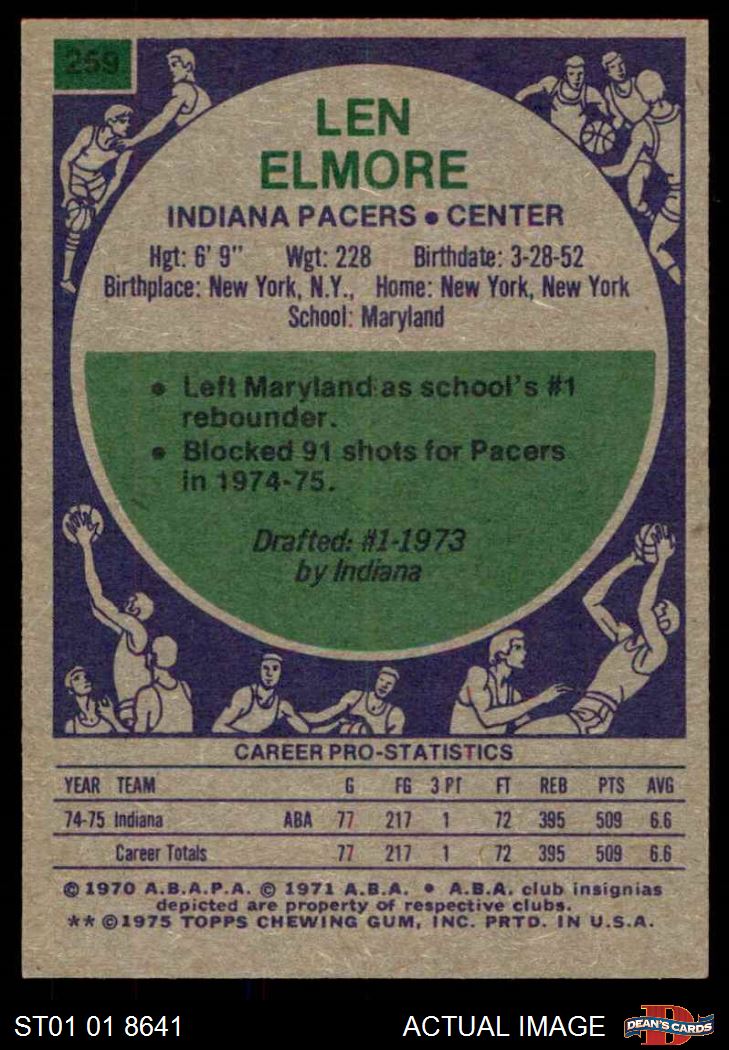 259
LEN
ELMORE
INDIANA PACERS • CENTER
Hgt: 6' 9" Wgt: 228 Birthdate: 3-28-52
Birthplace: New York, N.Y., Home: New York, New York
School: Maryland
• Left Maryland as school's #1
rebounder.
• Blocked 91 shots for Pacers
in 1974-75.
Drafted: #1-1973
by Indiana
CAREER PRO-STATISTICS
YEAR TEAM G FG 3 PT FT REB PTS AVG
74-75 Indiana ABA 77 217 1 72 395 509 6.6
Career Totals 77 217 1 72 395 509 6.6
© 1970 A.B.A.P.A. © 1971 A.B.A. • A.B.A. club insignias
depicted are property of respective clubs.
** ©1975 TOPPS CHEWING GUM, INC. PRTD. IN U.S.A.
ST01 01 8641 ACTUAL IMAGE DEAN'S CARDS